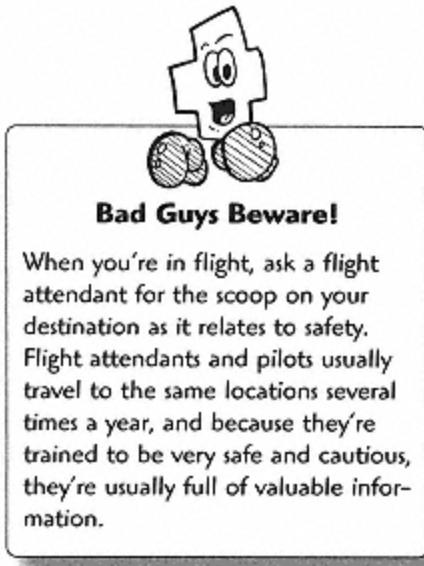 Bad Guys Beware!
When you're in flight, ask a flight
attendant for the scoop on your
destination as it relates to safety.
Flight attendants and pilots usually
travel to the same locations several
times a year, and because they're
trained to be very safe and cautious,
they're usually full of valuable infor-
mation.